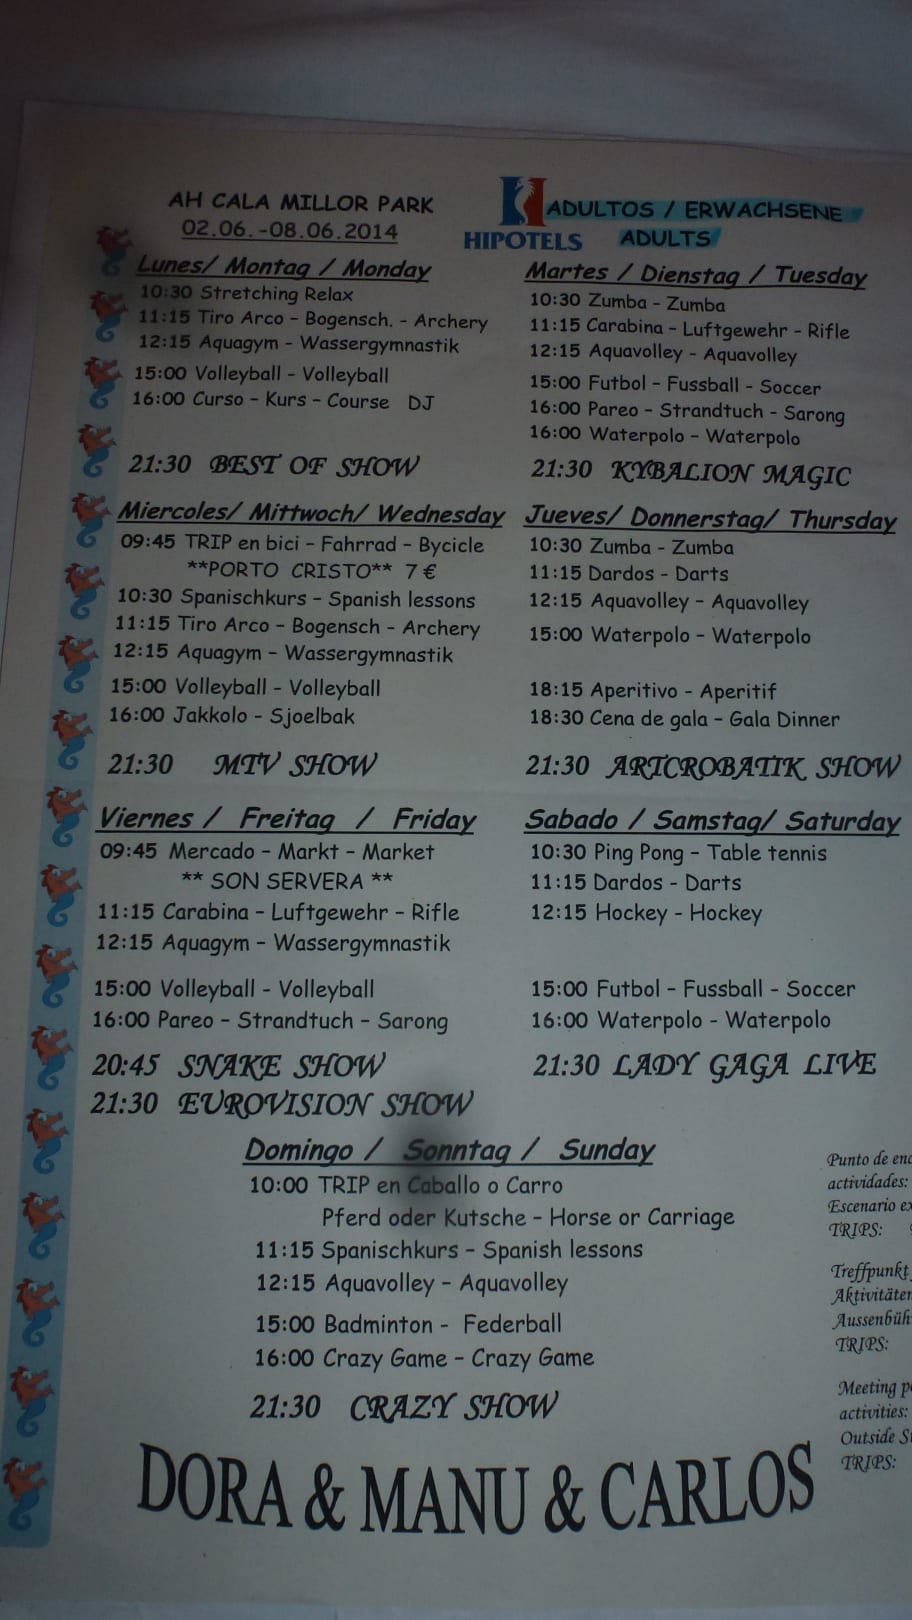 AH CALA MILLOR PARK
02.06.-08.06.2014
HIPOTELS
ADULTOS / ERWACHSENE
ADULTS
Lunes/ Montag / Monday
10:30 Stretching Relax
11:15 Tiro Arco - Bogensch. - Archery
12:15 Aquagym - Wassergymnastik
15:00 Volleyball - Volleyball
16:00 Curso - Kurs - Course DJ
21:30 BEST OF SHOW
Martes / Dienstag / Tuesday
10:30 Zumba - Zumba
11:15 Carabina - Luftgewehr - Rifle
12:15 Aquavolley - Aquavolley
15:00 Futbol - Fussball - Soccer
16:00 Pareo - Strandtuch - Sarong
16:00 Waterpolo - Waterpolo
21:30 KYBALION MAGIC
Miercoles/ Mittwoch/ Wednesday
09:45 TRIP en bici - Fahrrad - Bycicle
**PORTO CRISTO** 7 €
10:30 Spanischkurs - Spanish lessons
11:15 Tiro Arco - Bogensch - Archery
12:15 Aquagym - Wassergymnastik
15:00 Volleyball - Volleyball
16:00 Jakkolo - Sjoelbak
21:30 MTV SHOW
Jueves/ Donnerstag/ Thursday
10:30 Zumba - Zumba
11:15 Dardos - Darts
12:15 Aquavolley - Aquavolley
15:00 Waterpolo - Waterpolo
18:15 Aperitivo - Aperitif
18:30 Cena de gala - Gala Dinner
21:30 ARTCROBATIK SHOW
Viernes / Freitag / Friday
09:45 Mercado - Markt - Market
** SON SERVERA **
11:15 Carabina - Luftgewehr - Rifle
12:15 Aquagym - Wassergymnastik
15:00 Volleyball - Volleyball
16:00 Pareo - Strandtuch - Sarong
20:45 SNAKE SHOW
21:30 EUROVISION SHOW
Sabado / Samstag/ Saturday
10:30 Ping Pong - Table tennis
11:15 Dardos - Darts
12:15 Hockey - Hockey
15:00 Futbol - Fussball - Soccer
16:00 Waterpolo - Waterpolo
21:30 LADY GAGA LIVE
Domingo / Sonntag / Sunday
10:00 TRIP en Caballo o Carro
Pferd oder Kutsche - Horse or Carriage
11:15 Spanischkurs - Spanish lessons
12:15 Aquavolley - Aquavolley
15:00 Badminton - Federball
16:00 Crazy Game - Crazy Game
21:30 CRAZY SHOW
Punto de
actividades:
Escenario
TRIPS:
Treffpunkt
Aktivitäten
TRIPS:
Meeting
activities:
Outside
TRIPS:
DORA & MANU & CARLOS